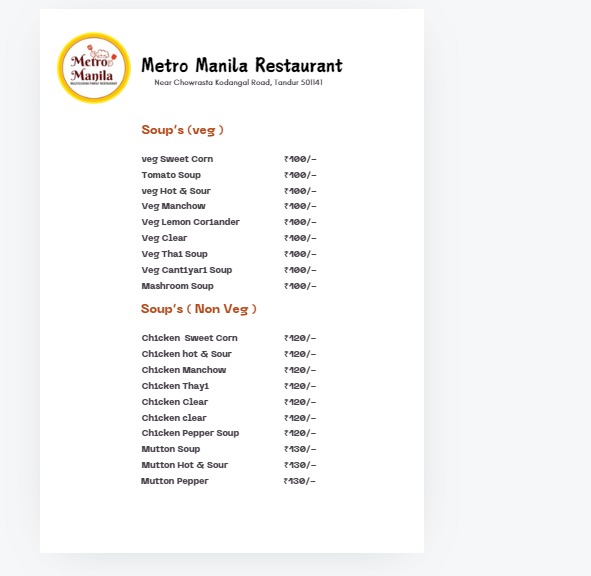 Metro
Manila
Metro Manila Restaurant
Near Chowrasta Kodangal Road, Tandur 501141
Soup's (veg )
veg Sweet Corn ₹100/-
Tomato Soup ₹100/-
veg Hot & Sour ₹100/-
Veg Manchow ₹100/-
Veg Lemon Coriander ₹100/-
Veg Clear ₹100/-
Veg Thai Soup ₹100/-
Veg Cantiyari Soup ₹100/-
Mashroom Soup ₹100/-
Soup's ( Non Veg )
Chicken Sweet Corn ₹120/-
Chicken hot & Sour ₹120/-
Chicken Manchow ₹120/-
Chicken Thayi ₹120/-
Chicken Clear ₹120/-
Chicken clear ₹120/-
Chicken Pepper Soup ₹120/-
Mutton Soup ₹130/-
Mutton Hot & Sour ₹130/-
Mutton Pepper ₹130/-